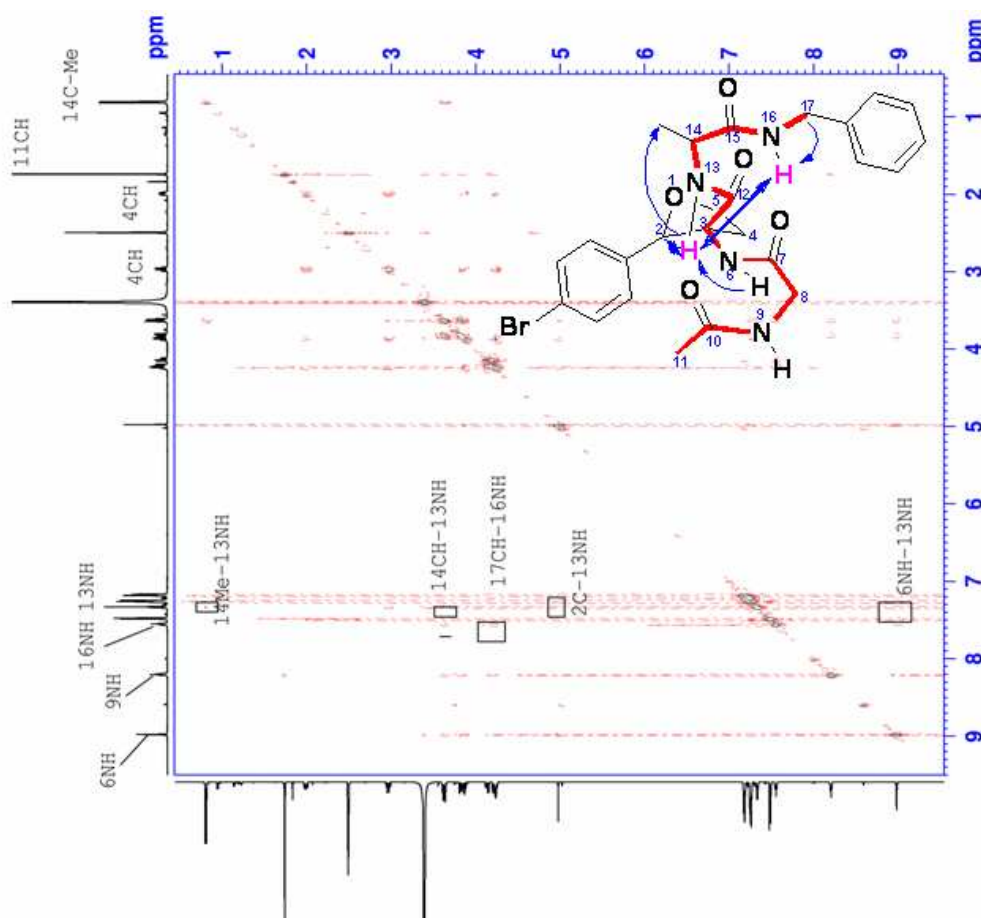 ppm
1 2 3 4 5 6 7 8 9 ppm
14C-Me
11CH
4CH
4CH
16NH 13NH
9NH
6NH
1
2
3
4
5
6
7
8
9
O 17
16
14 15 N
13 O H
1 N
O 5 12
2 3 4 O
H N 7
6 H
O 9 8
Br N
10
11 H
14Me-13NH
14CH-13NH
17CH-16NH
2C-13NH
6NH-13NH